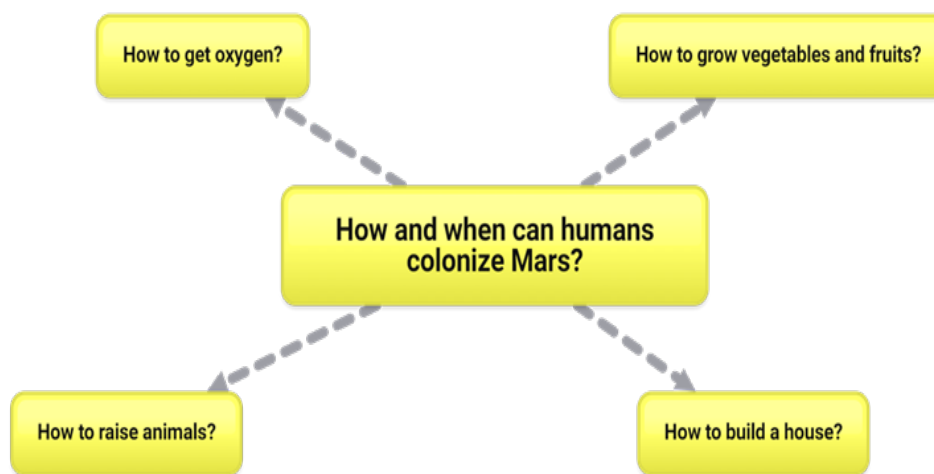 How to get oxygen?
How to grow vegetables and fruits?
How and when can humans
colonize Mars?
How to raise animals?
How to build a house?